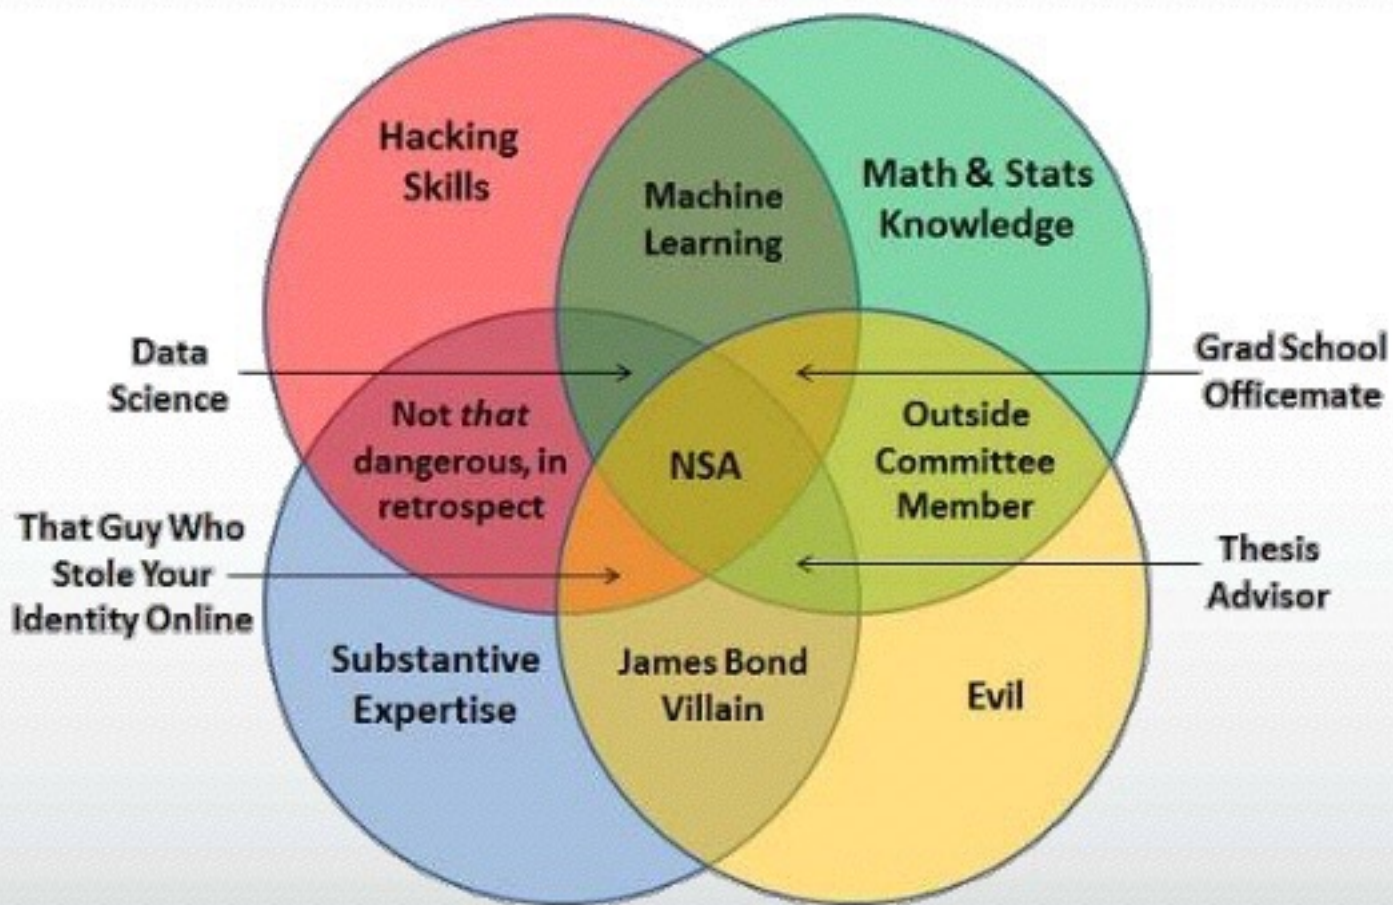 Hacking
Skills
Machine
Learning
Math & Stats
Knowledge
Data
Science
Grad School
Officemate
Not that
dangerous, in
retrospect
NSA
Outside
Committee
Member
That Guy Who
Stole Your
Identity Online
Thesis
Advisor
Substantive
Expertise
James Bond
Villain
Evil